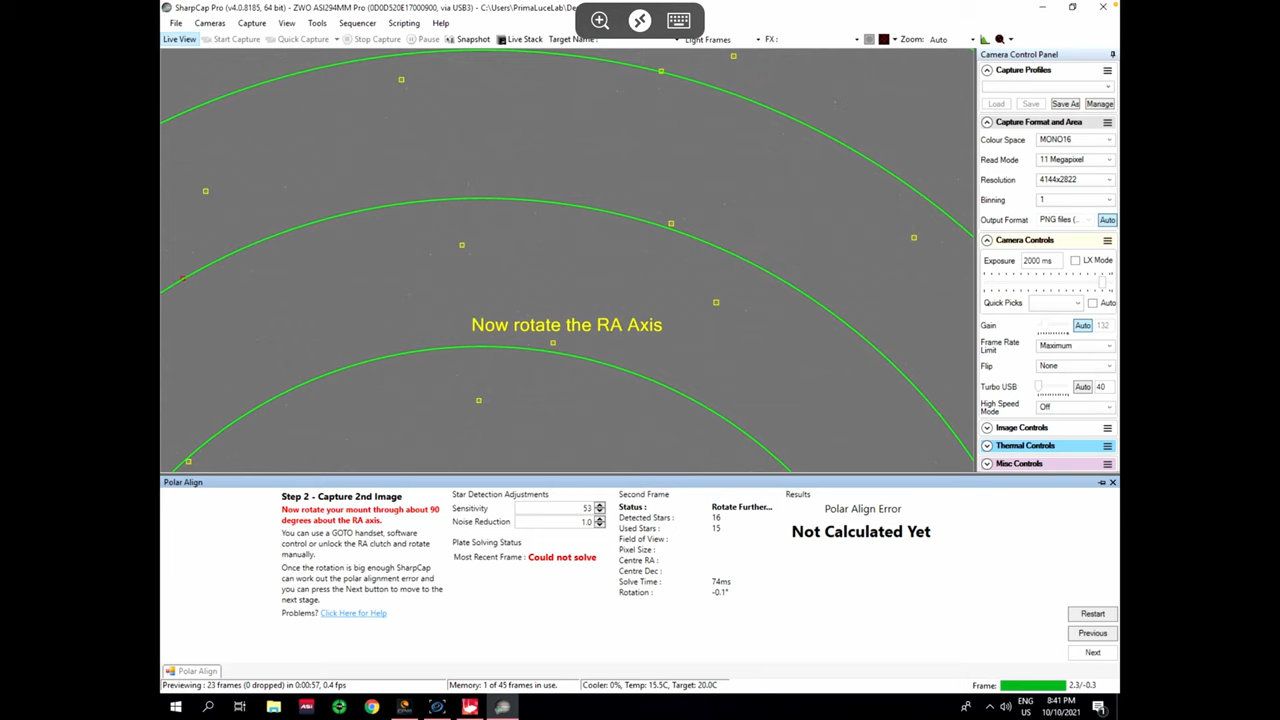 SharpCap Pro (v4.0.8185, 64 bit) - ZWO ASI294MM Pro (0D0D520E17000900, via USB3) - C:\Users\PrimaLuceLab\De
File Cameras Capture View Tools Sequencer Scripting Help
Live View Start Capture Quick Capture Stop Capture Pause Snapshot Live Stack Target Name: Light Frames FX : Zoom: Auto
Camera Control Panel
Capture Profiles
Load Save Save As Manage
Capture Format and Area
Colour Space MONO16
Read Mode 11 Megapixel
Resolution 4144x2822
Binning 1
Output Format PNG files (.. Auto
Camera Controls
Exposure 2000 ms LX Mode
Quick Picks Auto
Gain Auto 132
Frame Rate
Limit Maximum
Flip None
Turbo USB Auto 40
High Speed
Mode Off
Image Controls
Thermal Controls
Misc Controls
Now rotate the RA Axis
Polar Align
Step 2 - Capture 2nd Image
Now rotate your mount through about 90
degrees about the RA axis.
You can use a GOTO handset, software
control or unlock the RA clutch and rotate
manually.
Once the rotation is big enough SharpCap
can work out the polar alignment error and
you can press the Next button to move to the
next stage.
Problems? Click Here for Help
Star Detection Adjustments
Sensitivity 53
Noise Reduction 1.0
Plate Solving Status
Most Recent Frame : Could not solve
Second Frame
Status : Rotate Further...
Detected Stars : 16
Used Stars : 15
Field of View :
Pixel Size :
Centre RA :
Centre Dec :
Solve Time : 74ms
Rotation : -0.1°
Results
Polar Align Error
Not Calculated Yet
Restart
Previous
Next
Polar Align
Previewing : 23 frames (0 dropped) in 0:00:57, 0.4 fps Memory: 1 of 45 frames in use. Cooler: 0%, Temp: 15.5C, Target: 20.0C Frame: 2.3/-0.3
ASI
ENG
US
8:41 PM
10/10/2021
1